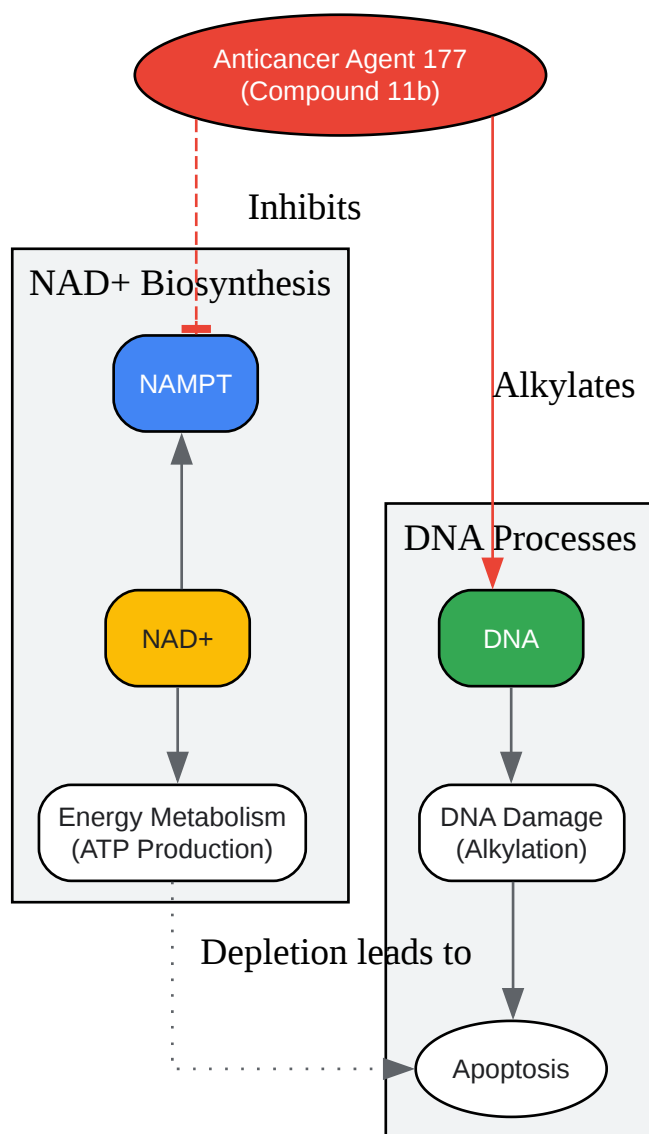 Anticancer Agent 177
(Compound 11b)
Inhibits
NAD+ Biosynthesis
NAMPT
Alkylates
DNA Processes
NAD+
DNA
Energy Metabolism
(ATP Production)
DNA Damage
(Alkylation)
Depletion leads to
Apoptosis